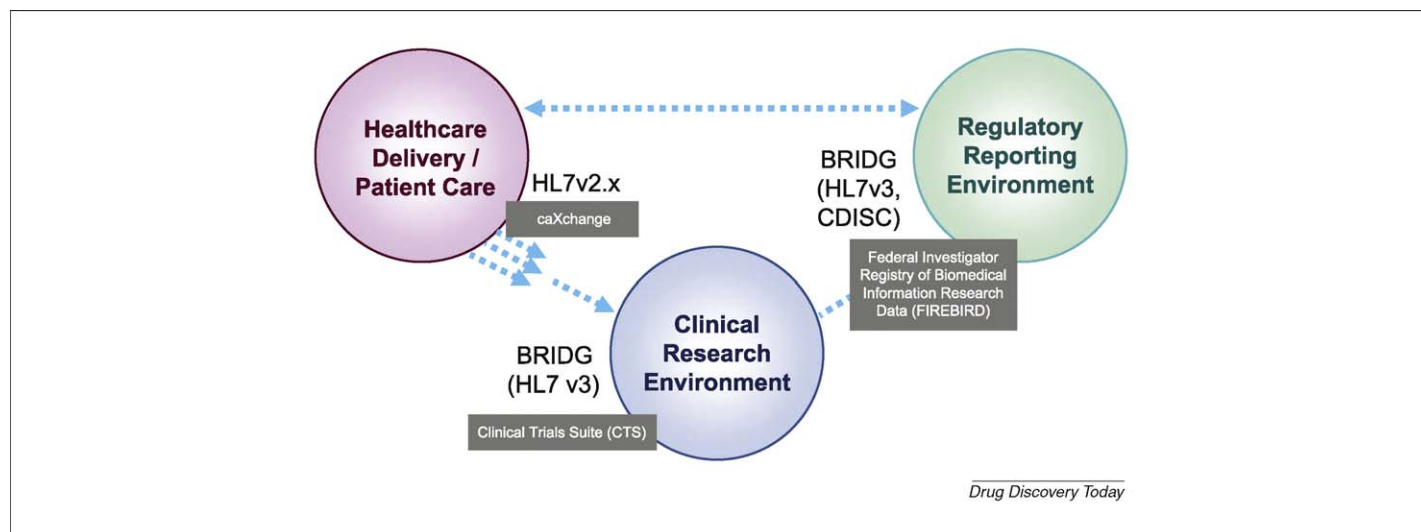 Healthcare
Delivery /
Patient Care
HL7v2.x
caXchange
Regulatory
Reporting
Environment
BRIDG
(HL7v3,
CDISC)
Federal Investigator
Registry of Biomedical
Information Research
Data (FIREBIRD)
Clinical
Research
Environment
BRIDG
(HL7 v3)
Clinical Trials Suite (CTS)
Drug Discovery Today